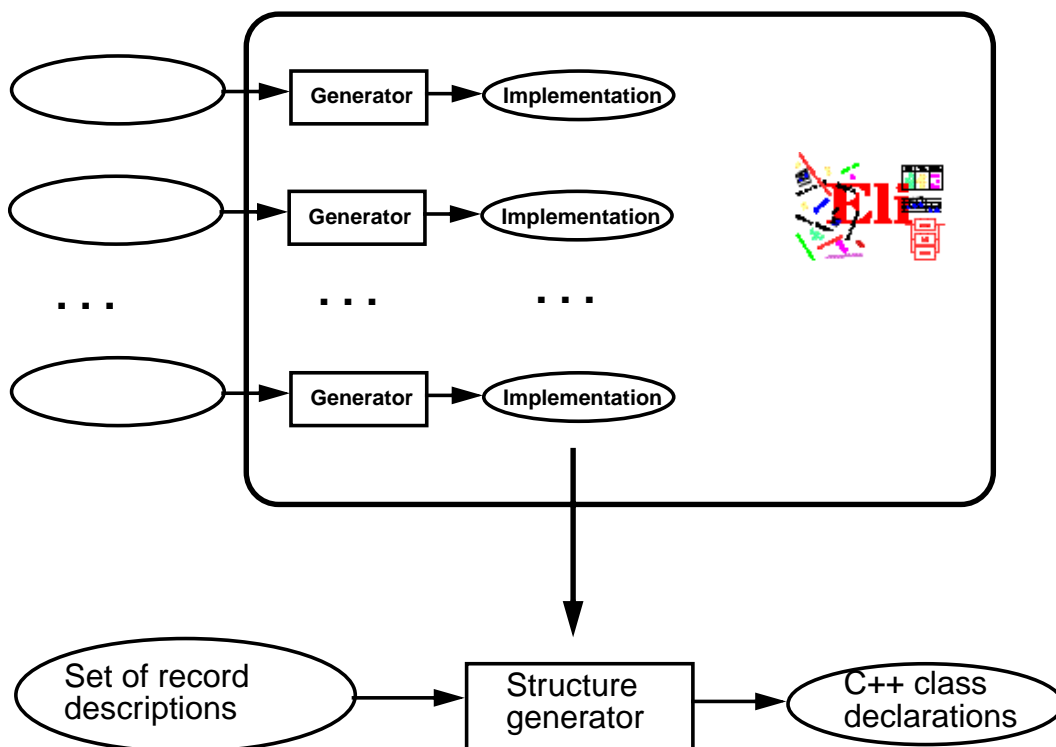 Generator
Implementation
Eli
Generator
Implementation
. . .
. . .
. . .
Generator
Implementation
Set of record
descriptions
Structure
generator
C++ class
declarations